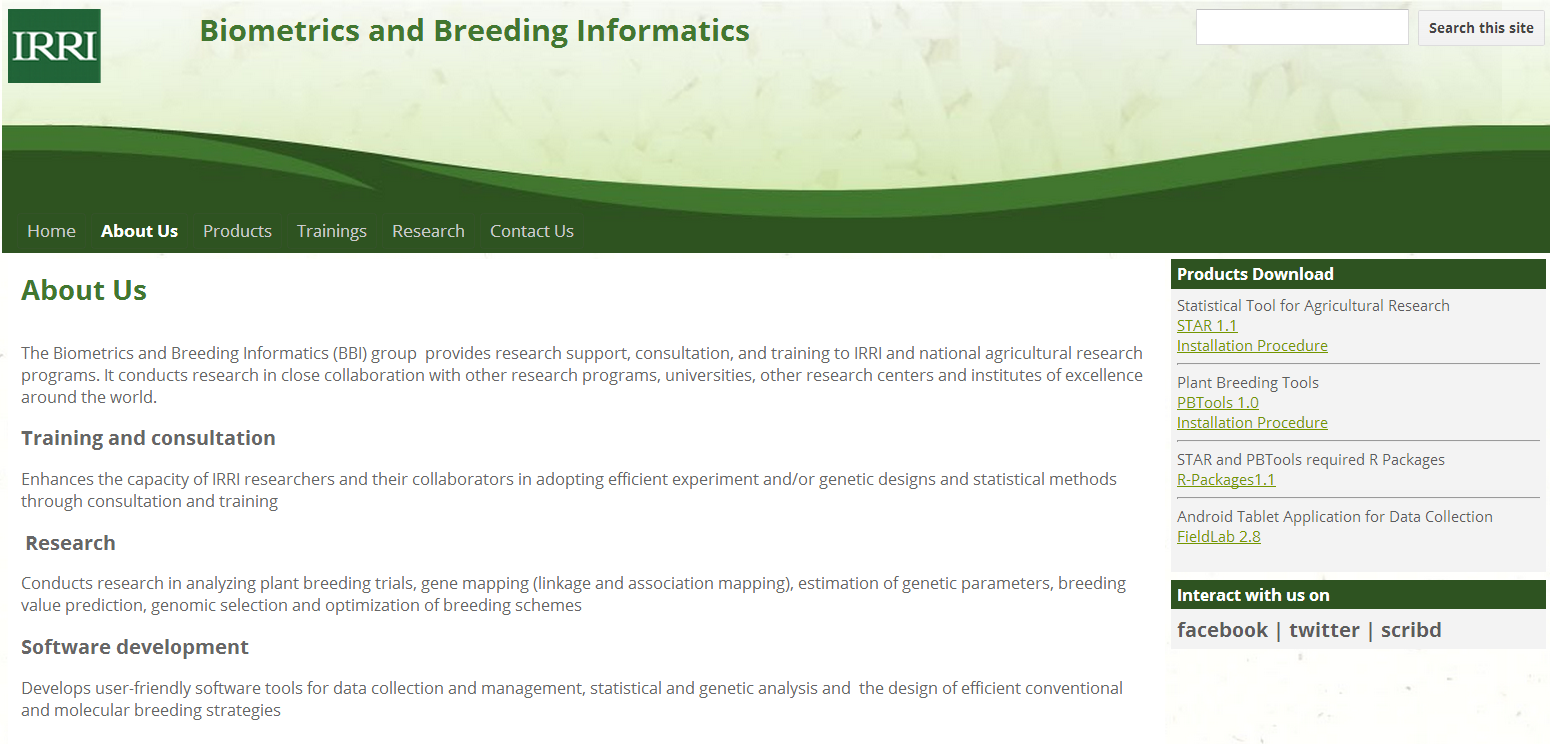 IRRI
Biometrics and Breeding Informatics
Search this site
Home About Us Products Trainings Research Contact Us
About Us
The Biometrics and Breeding Informatics (BBI) group provides research support, consultation, and training to IRRI and national agricultural research
programs. It conducts research in close collaboration with other research programs, universities, other research centers and institutes of excellence
around the world.
Training and consultation
Enhances the capacity of IRRI researchers and their collaborators in adopting efficient experiment and/or genetic designs and statistical methods
through consultation and training
Research
Conducts research in analyzing plant breeding trials, gene mapping (linkage and association mapping), estimation of genetic parameters, breeding
value prediction, genomic selection and optimization of breeding schemes
Software development
Develops user-friendly software tools for data collection and management, statistical and genetic analysis and the design of efficient conventional
and molecular breeding strategies
Products Download
Statistical Tool for Agricultural Research
STAR 1.1
Installation Procedure
Plant Breeding Tools
PBTools 1.0
Installation Procedure
STAR and PBTools required R Packages
R-Packages1.1
Android Tablet Application for Data Collection
FieldLab 2.8
Interact with us on
facebook | twitter | scribd